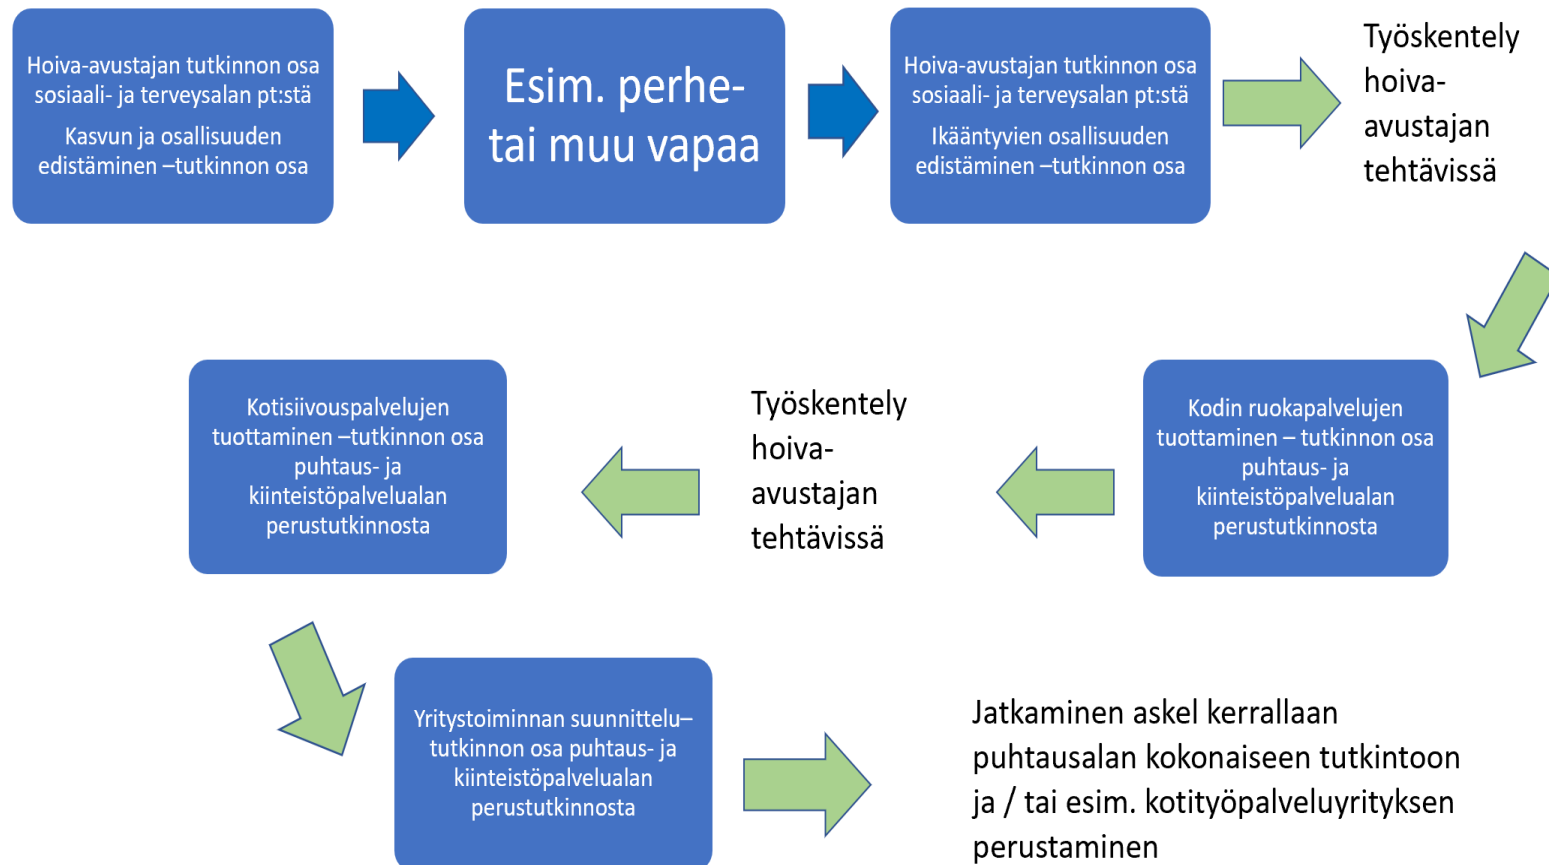 Hoiva-avustajan tutkinnon osa
sosiaali- ja terveysalan pt:stä
Kasvun ja osallisuuden
edistäminen –tutkinnon osa
Esim. perhe-
tai muu vapaa
Hoiva-avustajan tutkinnon osa
sosiaali- ja terveysalan pt:stä
Ikääntyvien osallisuuden
edistäminen –tutkinnon osa
Työskentely
hoiva-
avustajan
tehtävissä
Kodin ruokapalvelujen
tuottaminen – tutkinnon osa
puhtaus- ja
kiinteistöpalvelualan
perustutkinnosta
Työskentely
hoiva-
avustajan
tehtävissä
Kotisiivouspalvelujen
tuottaminen –tutkinnon osa
puhtaus- ja
kiinteistöpalvelualan
perustutkinnosta
Yritystoiminnan suunnittelu–
tutkinnon osa puhtaus- ja
kiinteistöpalvelualan
perustutkinnosta
Jatkaminen askel kerrallaan
puhtausalan kokonaiseen tutkintoon
ja / tai esim. kotityöpalveluyrityksen
perustaminen